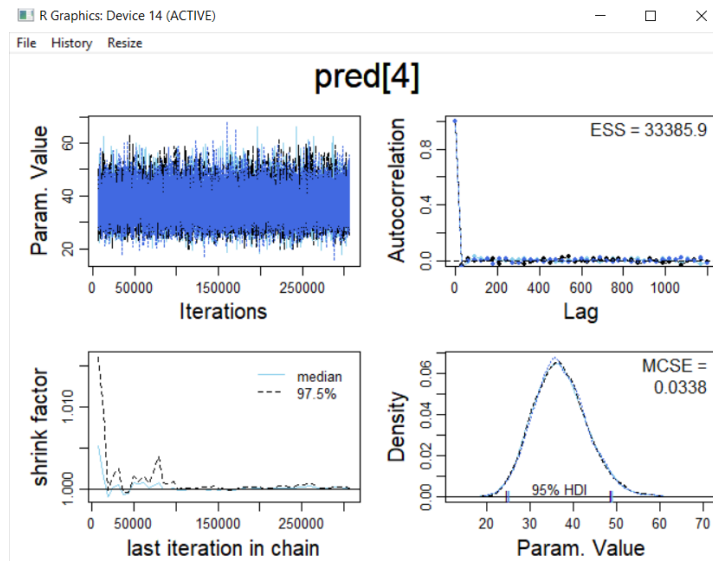 R Graphics: Device 14 (ACTIVE)
File History Resize
pred[4]
Param. Value
20 40 60
0 50000 150000 250000
Iterations
Autocorrelation
0.0 0.4 0.8
ESS = 33385.9
0 200 400 600 800 1000
Lag
shrink factor
1.000 1.010
median
97.5%
0 50000 150000 250000
last iteration in chain
Density
0.00 0.02 0.04 0.06
MCSE =
0.0338
95% HDI
20 30 40 50 60 70
Param. Value